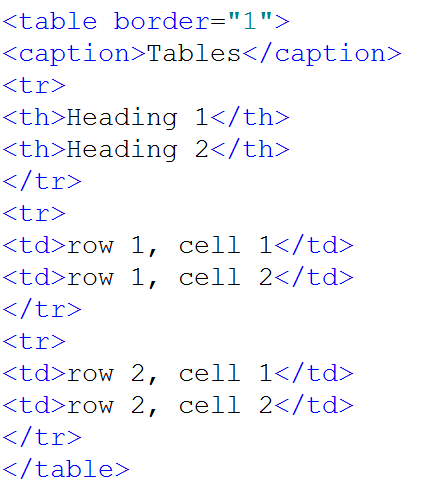 <table border="1">
<caption>Tables</caption>
<tr>
<th>Heading 1</th>
<th>Heading 2</th>
</tr>
<tr>
<td>row 1, cell 1</td>
<td>row 1, cell 2</td>
</tr>
<tr>
<td>row 2, cell 1</td>
<td>row 2, cell 2</td>
</tr>
</table>